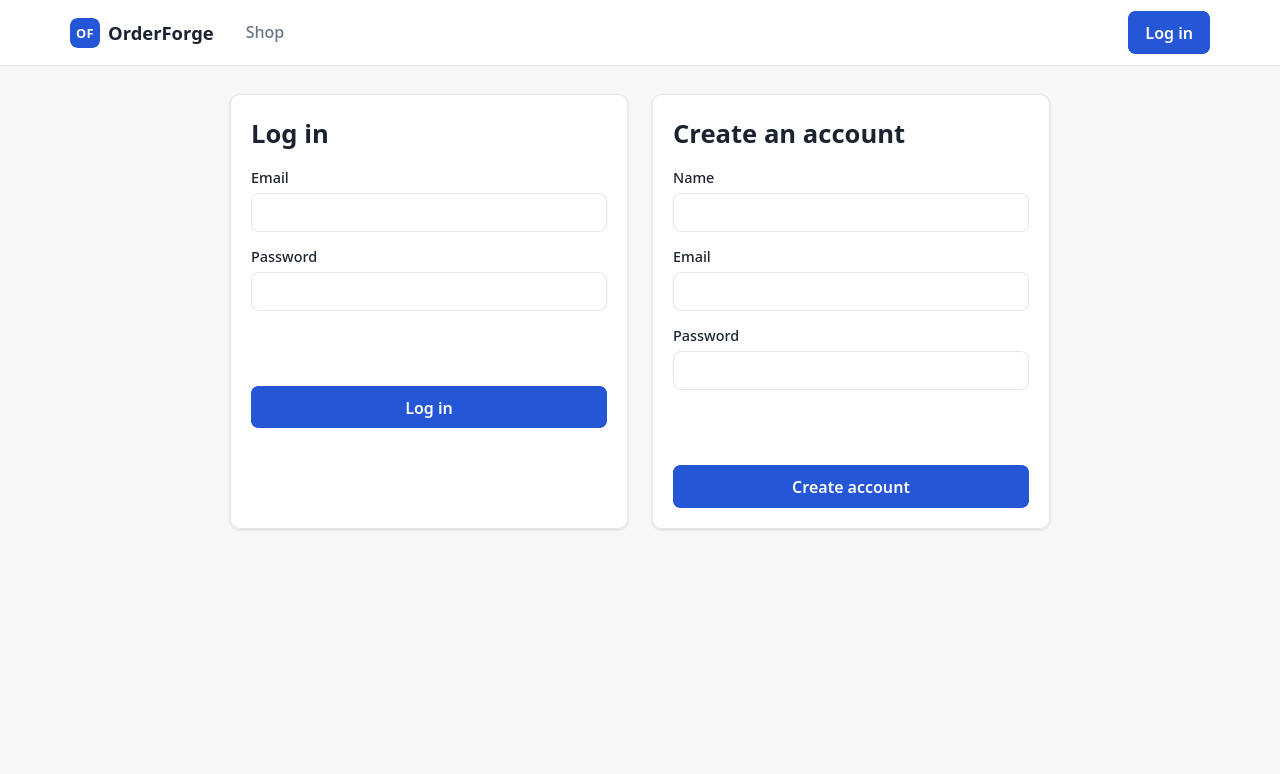 OF OrderForge Shop Log in
Log in
Email
Password
Log in
Create an account
Name
Email
Password
Create account